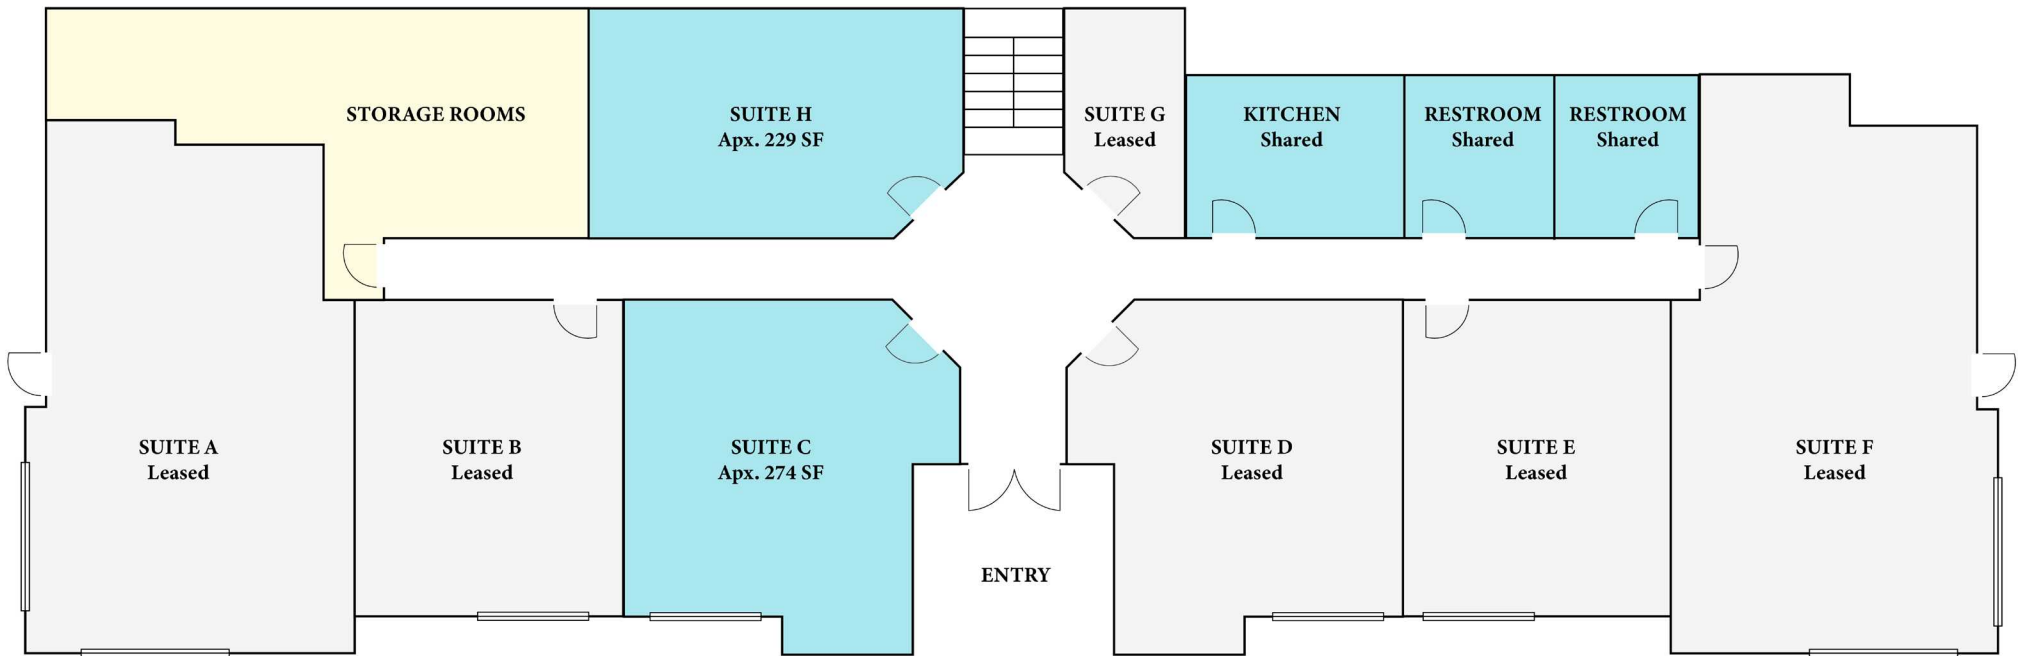 STORAGE ROOMS
SUITE H
Apx. 229 SF
SUITE G
Leased
KITCHEN
Shared
RESTROOM
Shared
RESTROOM
Shared
SUITE A
Leased
SUITE B
Leased
SUITE C
Apx. 274 SF
SUITE D
Leased
SUITE E
Leased
SUITE F
Leased
ENTRY